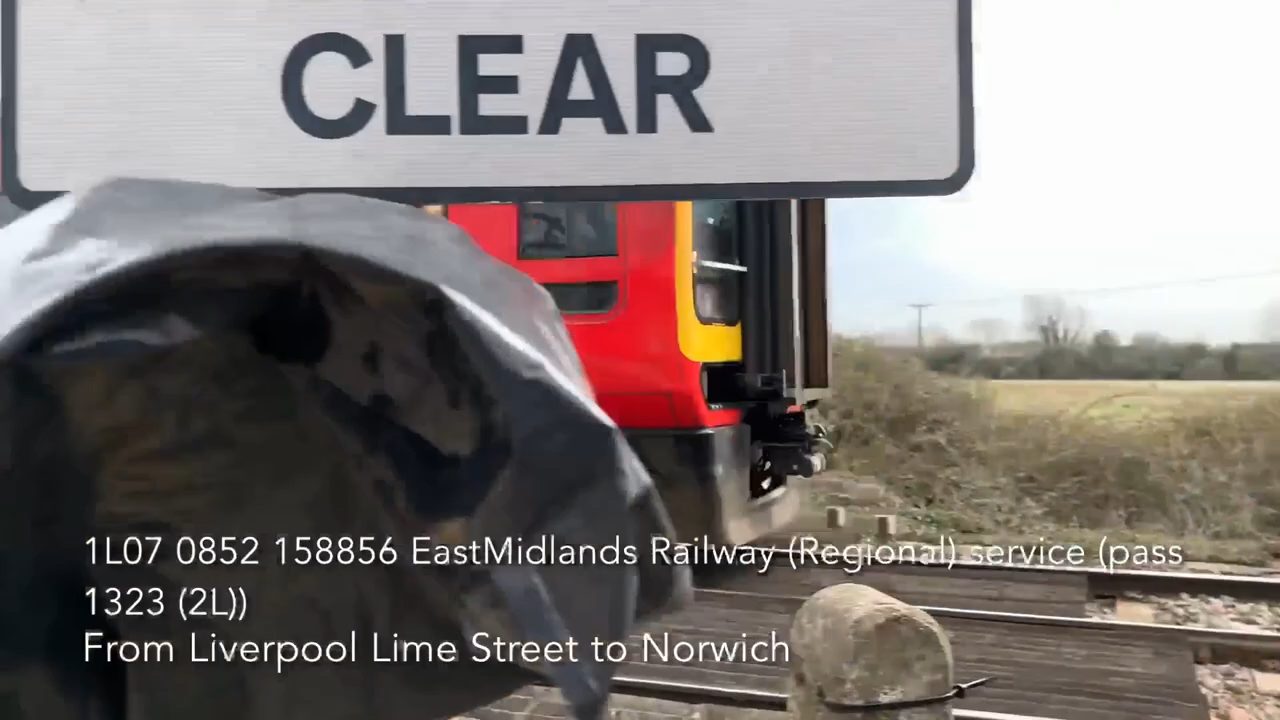 CLEAR
1L07 0852 158856 EastMidlands Railway (Regional) service (pass
1323 (2L))
From Liverpool Lime Street to Norwich